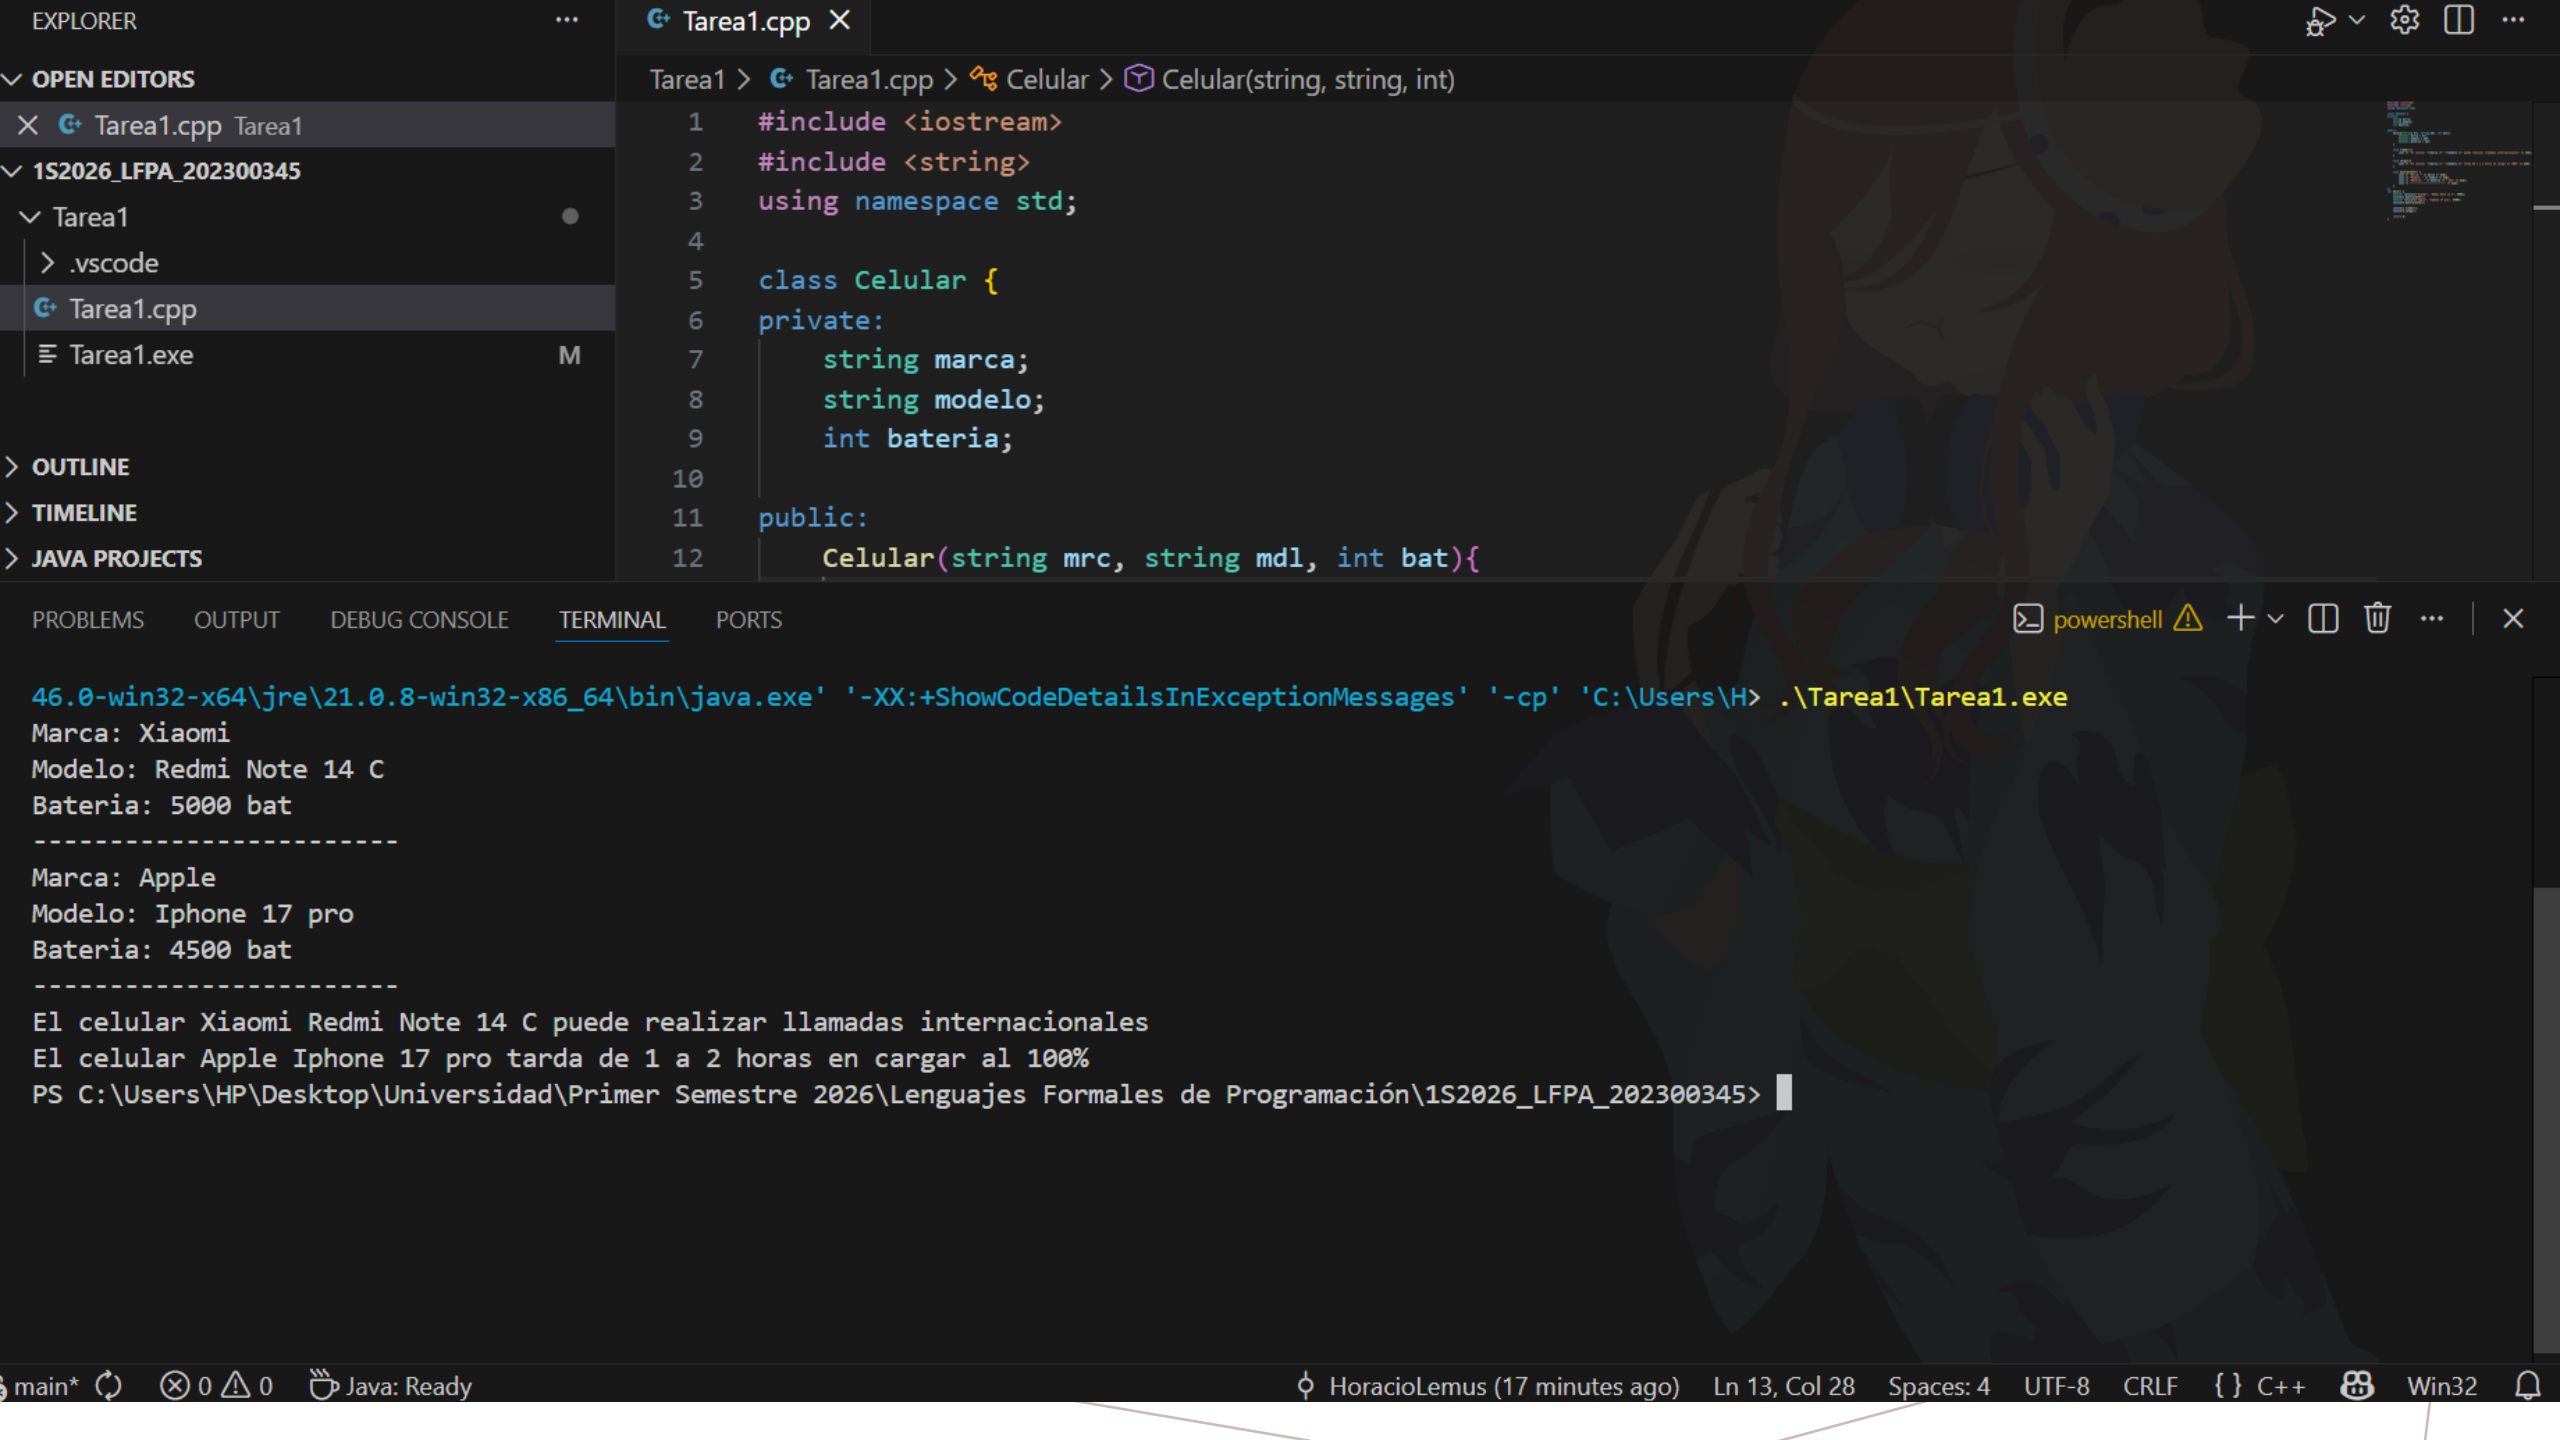 EXPLORER
Tarea1.cpp
OPEN EDITORS
Tarea1.cpp Tarea1
1S2026_LFPA_202300345
Tarea1
.vscode
Tarea1.cpp
Tarea1.exe M
OUTLINE
TIMELINE
JAVA PROJECTS
Tarea1 > Tarea1.cpp > Celular > Celular(string, string, int)
1 #include <iostream>
2 #include <string>
3 using namespace std;
4
5 class Celular {
6 private:
7 string marca;
8 string modelo;
9 int bateria;
10
11 public:
12 Celular(string mrc, string mdl, int bat){
PROBLEMS OUTPUT DEBUG CONSOLE TERMINAL PORTS
powershell
46.0-win32-x64\jre\21.0.8-win32-x86_64\bin\java.exe' '-XX:+ShowCodeDetailsInExceptionMessages' '-cp' 'C:\Users\H> .\Tarea1\Tarea1.exe
Marca: Xiaomi
Modelo: Redmi Note 14 C
Bateria: 5000 bat
------------------------
Marca: Apple
Modelo: Iphone 17 pro
Bateria: 4500 bat
------------------------
El celular Xiaomi Redmi Note 14 C puede realizar llamadas internacionales
El celular Apple Iphone 17 pro tarda de 1 a 2 horas en cargar al 100%
PS C:\Users\HP\Desktop\Universidad\Primer Semestre 2026\Lenguajes Formales de Programación\1S2026_LFPA_202300345>
main* 0 0 Java: Ready HoracioLemus (17 minutes ago) Ln 13, Col 28 Spaces: 4 UTF-8 CRLF { } C++ Win32